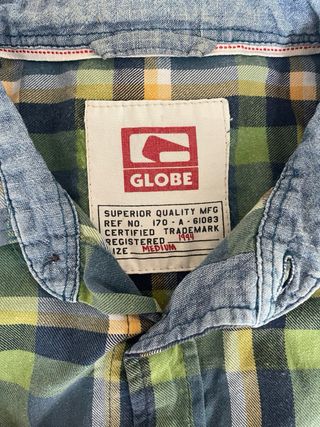 GLOBE
SUPERIOR QUALITY MFG
REF NO. 170 - A - 61083
CERTIFIED TRADEMARK
REGISTERED 1994
SIZE MEDIUM